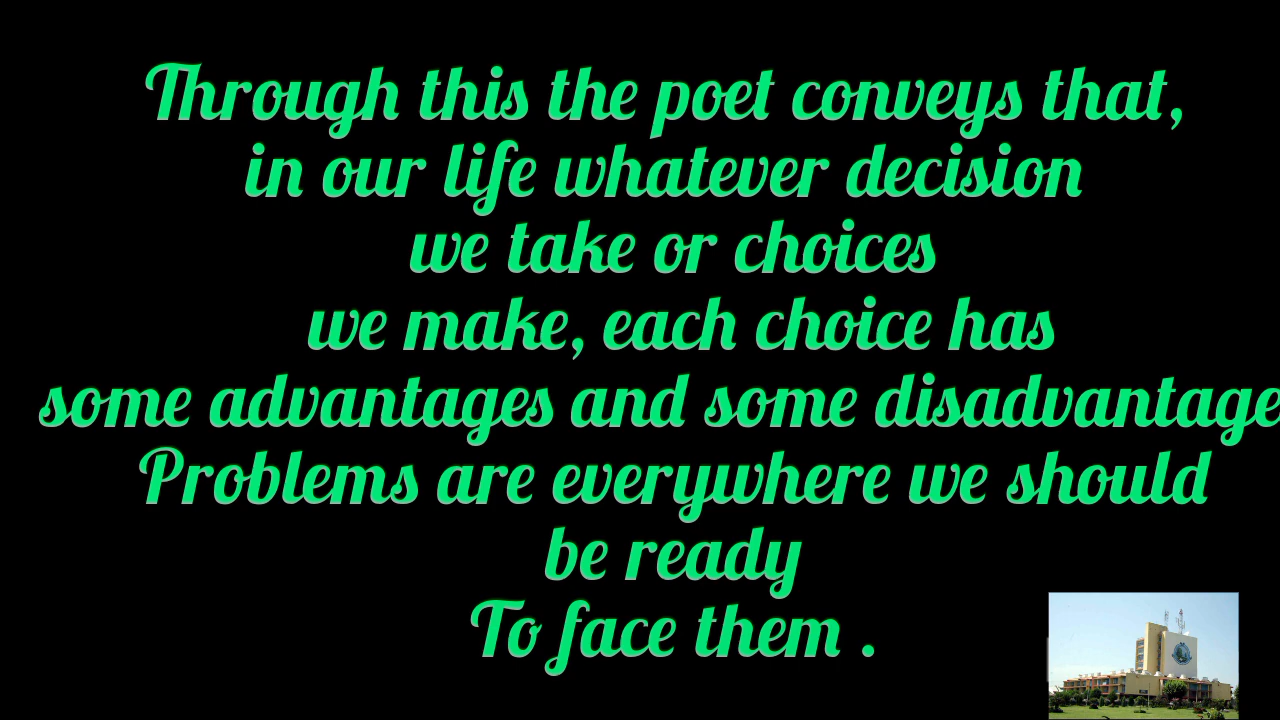 Through this the poet conveys that,
in our life whatever decision
we take or choices
we make, each choice has
some advantages and some disadvantage
Problems are everywhere we should
be ready
To face them .